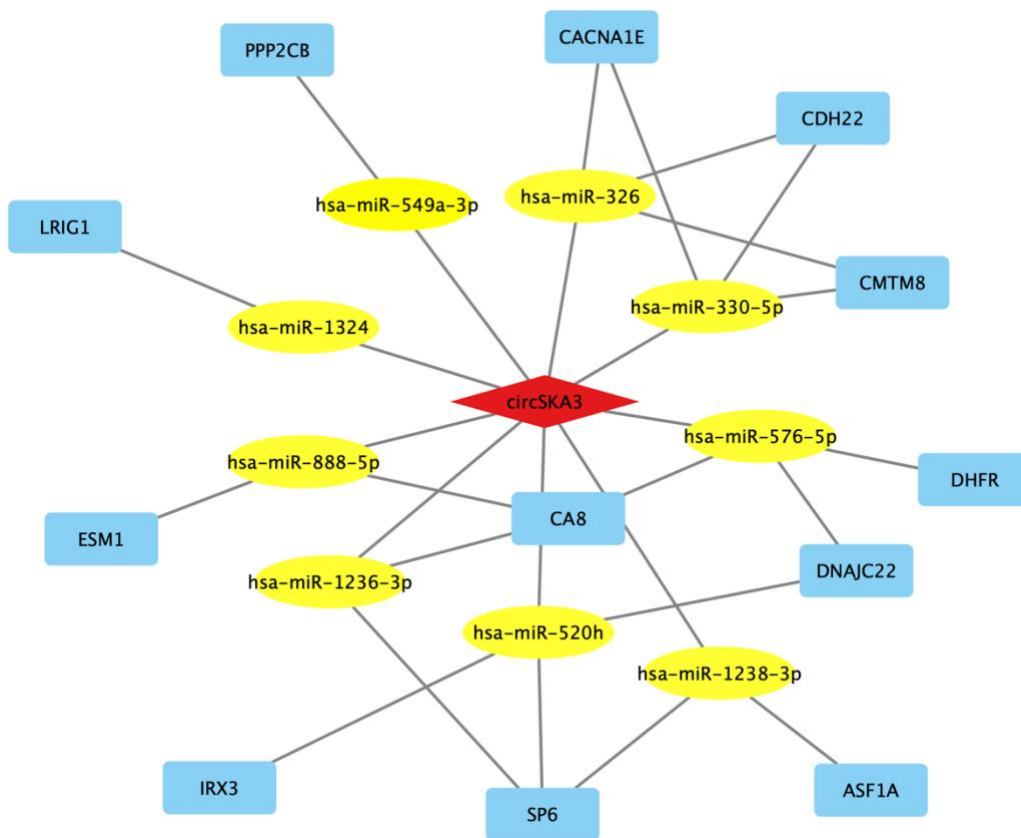 CACNA1E
PPP2CB
CDH22
hsa-miR-326
hsa-miR-549a-3p
LRIG1
CMTM8
hsa-miR-330-5p
hsa-miR-1324
circSKA3
hsa-miR-576-5p
hsa-miR-888-5p
DHFR
CA8
ESM1
DNAJC22
hsa-miR-1236-3p
hsa-miR-520h
hsa-miR-1238-3p
IRX3
ASF1A
SP6